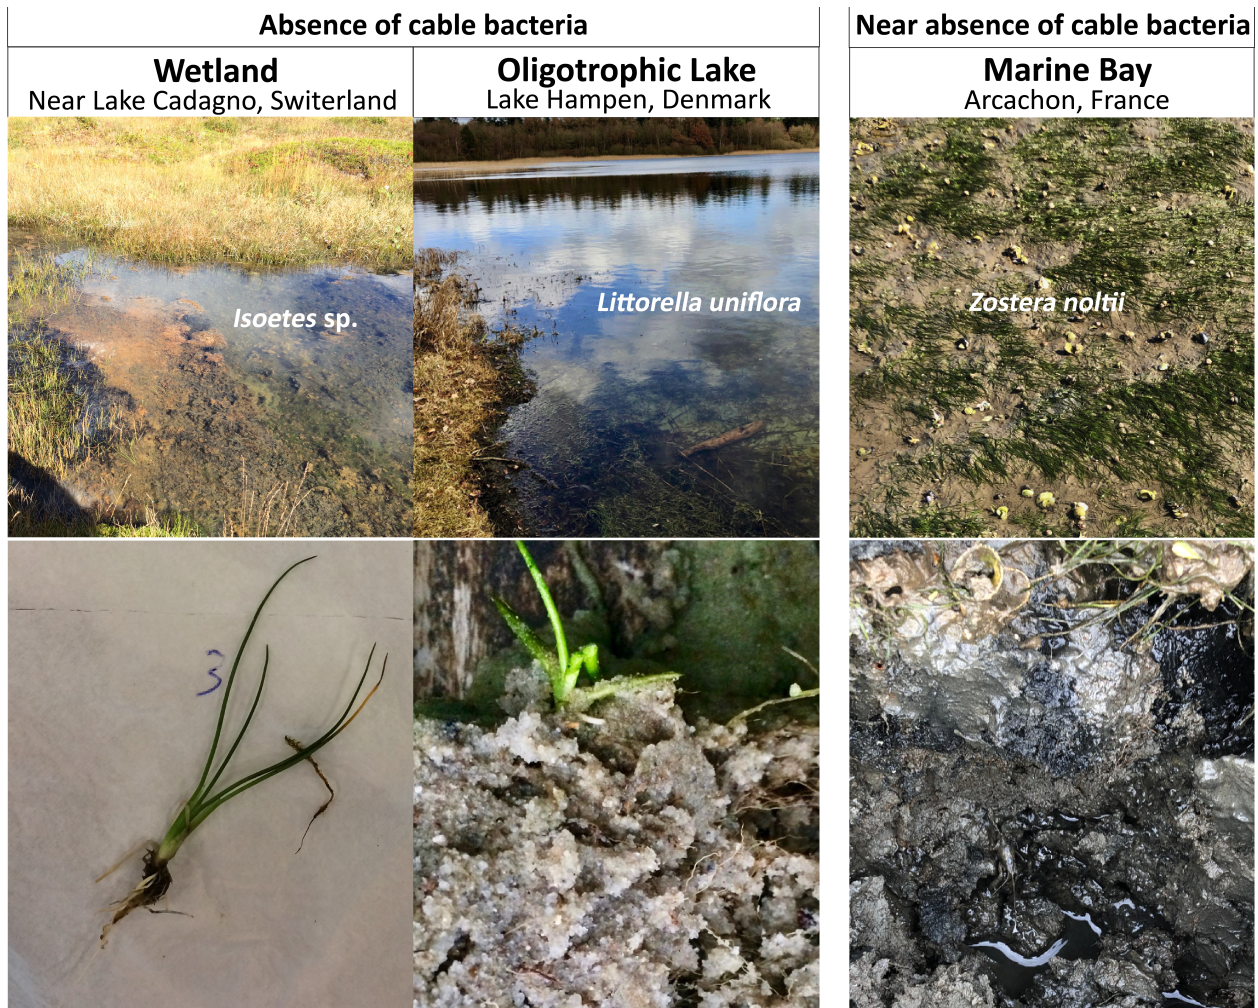 Absence of cable bacteria
Near absence of cable bacteria
Wetland
Near Lake Cadagno, Switerland
Oligotrophic Lake
Lake Hampen, Denmark
Marine Bay
Arcachon, France
Isoetes sp.
Littorella uniflora
Zostera noltii
3